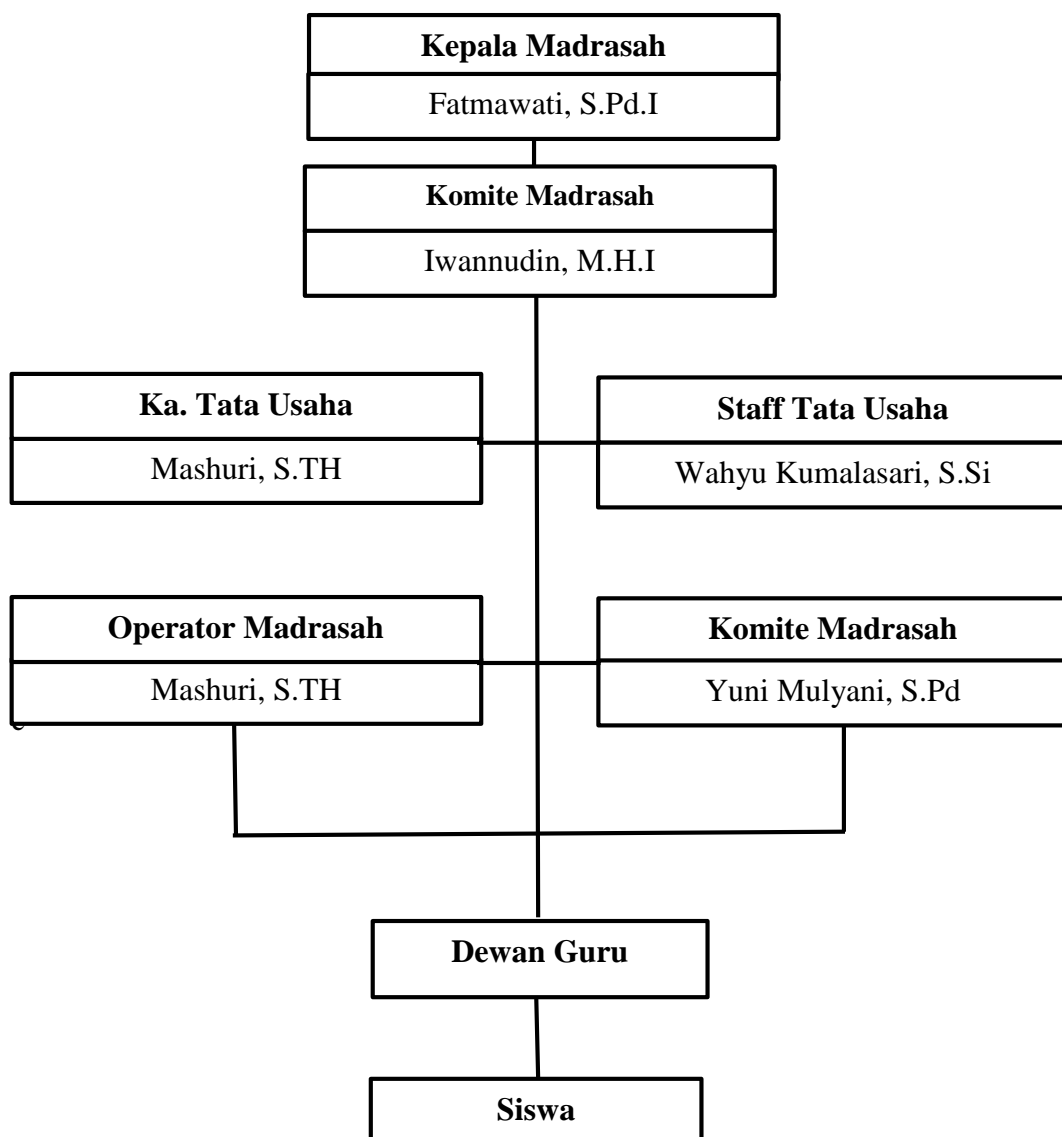 Kepala Madrasah
Fatmawati, S.Pd.I
Komite Madrasah
Iwannudin, M.H.I
Ka. Tata Usaha
Mashuri, S.TH
Staff Tata Usaha
Wahyu Kumalasari, S.Si
Operator Madrasah
Mashuri, S.TH
Komite Madrasah
Yuni Mulyani, S.Pd
Dewan Guru
Siswa